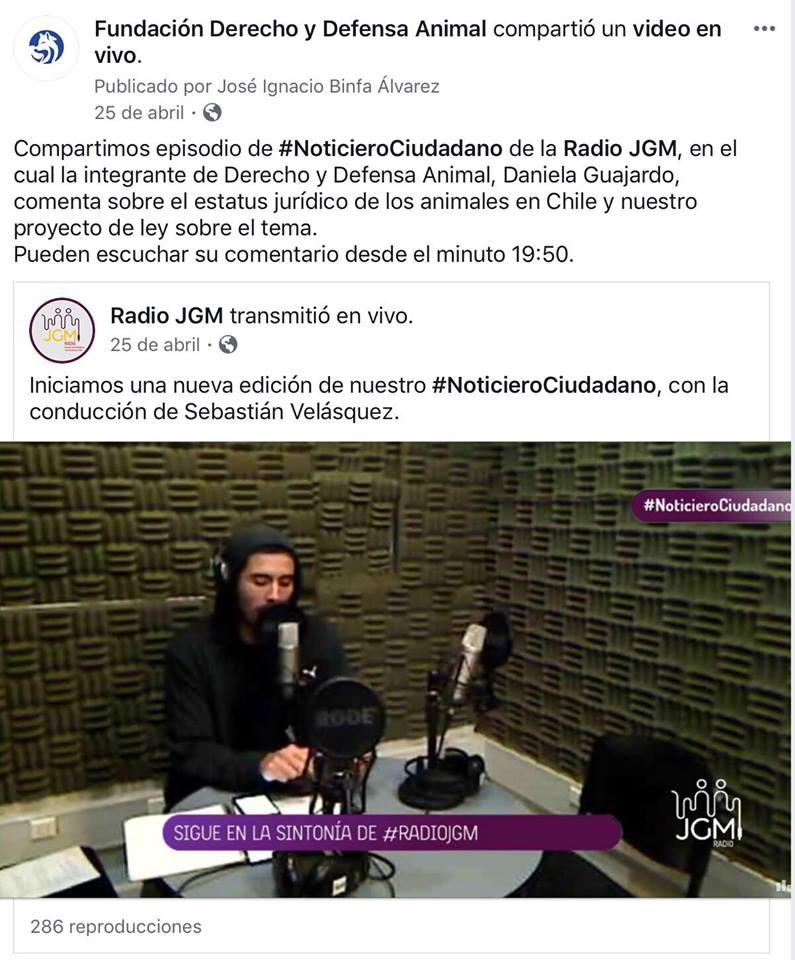 Fundación Derecho y Defensa Animal compartió un video en
vivo.
Publicado por José Ignacio Binfa Álvarez
25 de abril ·
Compartimos episodio de #NoticieroCiudadano de la Radio JGM, en el
cual la integrante de Derecho y Defensa Animal, Daniela Guajardo,
comenta sobre el estatus jurídico de los animales en Chile y nuestro
proyecto de ley sobre el tema.
Pueden escuchar su comentario desde el minuto 19:50.
JGM
RADIO
Radio JGM transmitió en vivo.
25 de abril ·
Iniciamos una nueva edición de nuestro #NoticieroCiudadano, con la
conducción de Sebastián Velásquez.
#NoticieroCiudadano
RODE
SIGUE EN LA SINTONÍA DE #RADIOJGM
JGM
RADIO
286 reproducciones